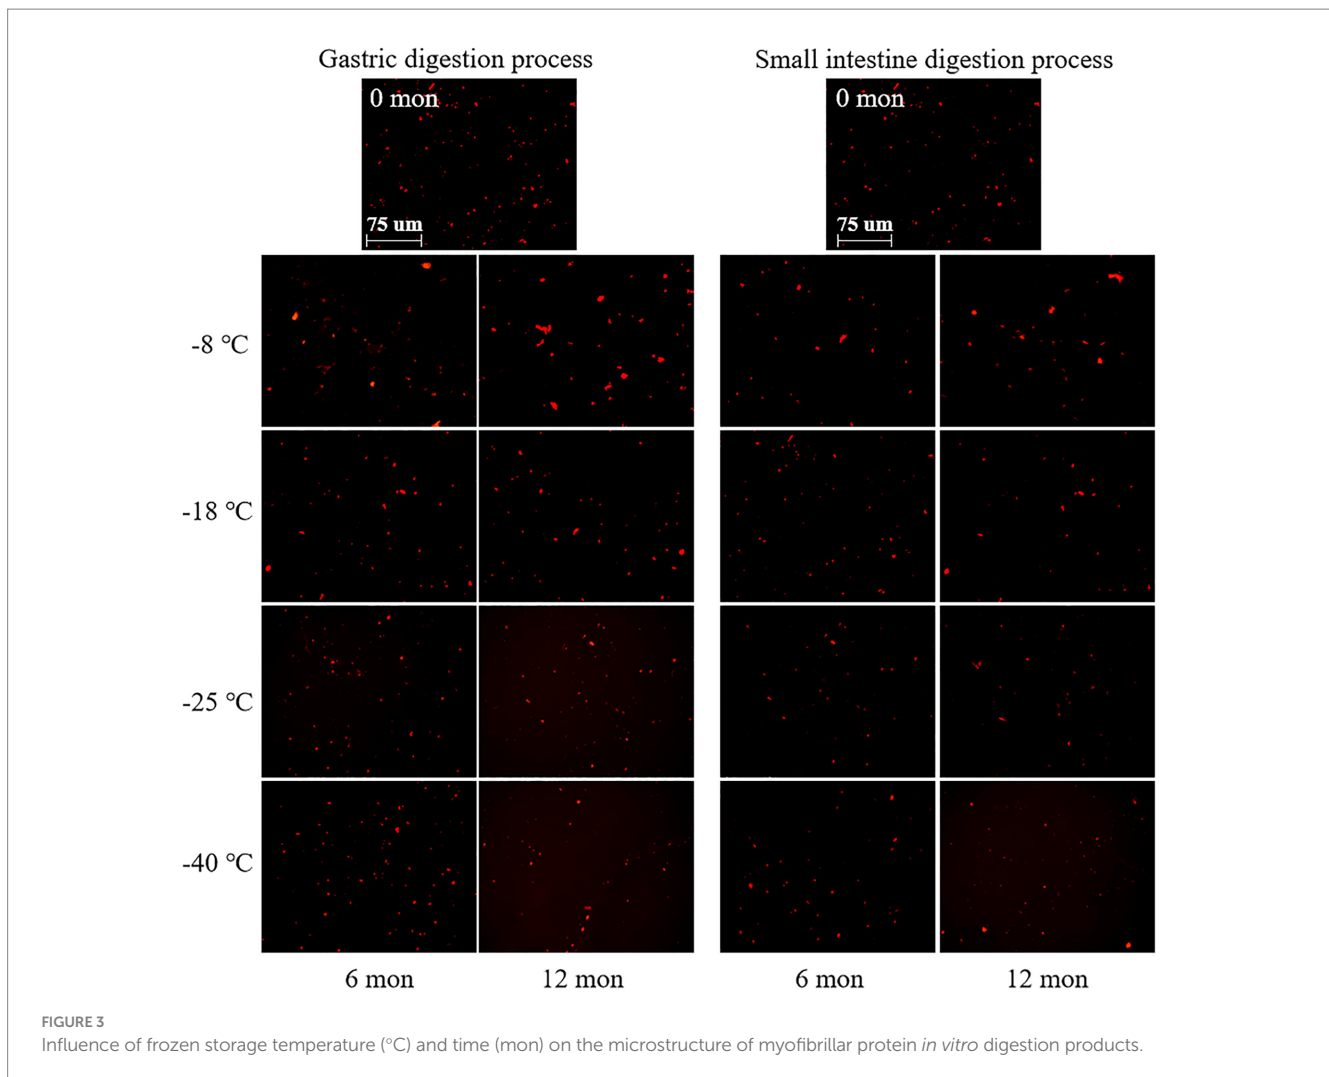 Gastric digestion process
Small intestine digestion process
0 mon
0 mon
75 um
75 um
-8 °C
-18 °C
-25 °C
-40 °C
6 mon
12 mon
6 mon
12 mon
FIGURE 3
Influence of frozen storage temperature (°C) and time (mon) on the microstructure of myofibrillar protein in vitro digestion products.